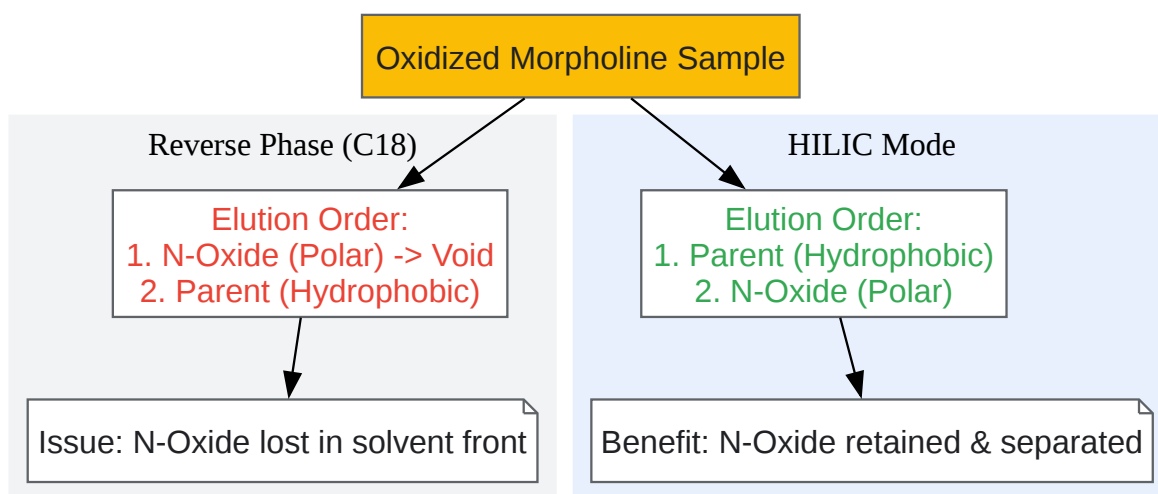 Oxidized Morpholine Sample
Reverse Phase (C18)
Elution Order:
1. N-Oxide (Polar) -> Void
2. Parent (Hydrophobic)
Issue: N-Oxide lost in solvent front
HILIC Mode
Elution Order:
1. Parent (Hydrophobic)
2. N-Oxide (Polar)
Benefit: N-Oxide retained & separated